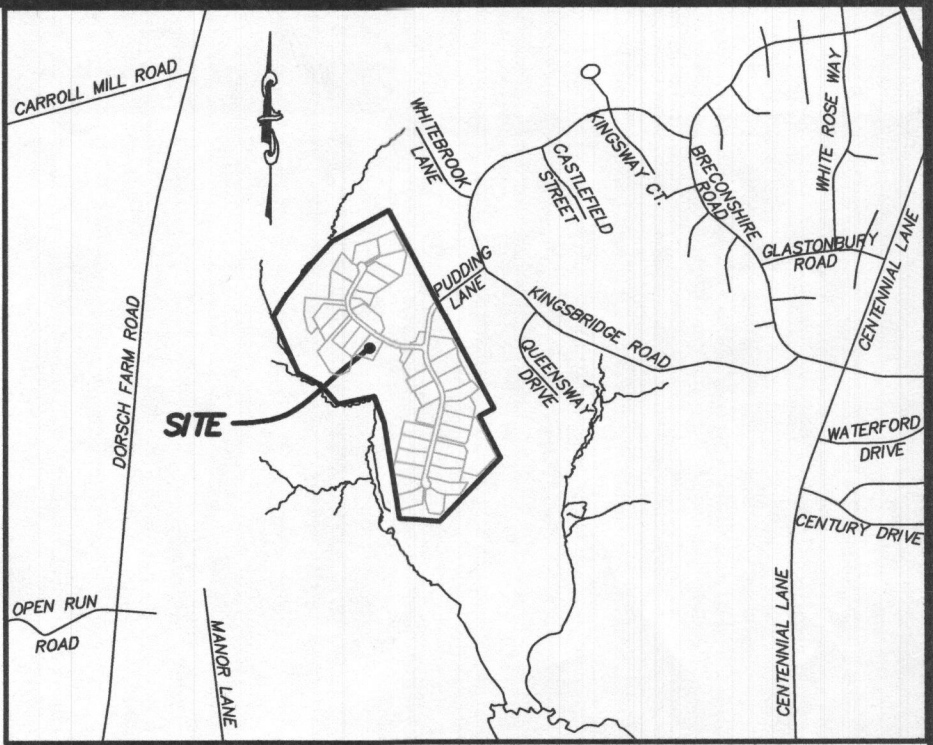 CARROLL MILL ROAD
WHITEBROOK
LANE
KINGSWAY CT.
CASTLEFIELD
STREET
BRECONSHIRE
ROAD
WHITE ROSE WAY
GLASTONBURY
ROAD
CENTENNIAL LANE
PUDDING
LANE
KINGSBRIDGE ROAD
QUEENSWAY
DRIVE
DORSCH FARM ROAD
SITE
WATERFORD
DRIVE
CENTURY DRIVE
OPEN RUN
ROAD
MANOR LANE
CENTENNIAL LANE